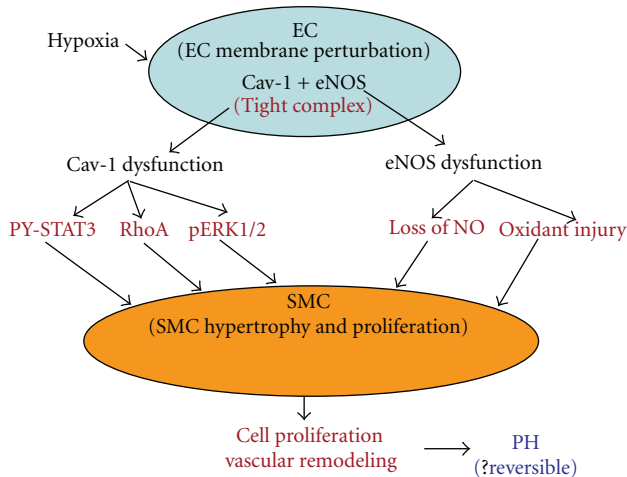 Hypoxia
EC
(EC membrane perturbation)
Cav-1 + eNOS
(Tight complex)
Cav-1 dysfunction
eNOS dysfunction
PY-STAT3
RhoA
pERK1/2
Loss of NO
Oxidant injury
SMC
(SMC hypertrophy and proliferation)
Cell proliferation
vascular remodeling
PH
(?reversible)